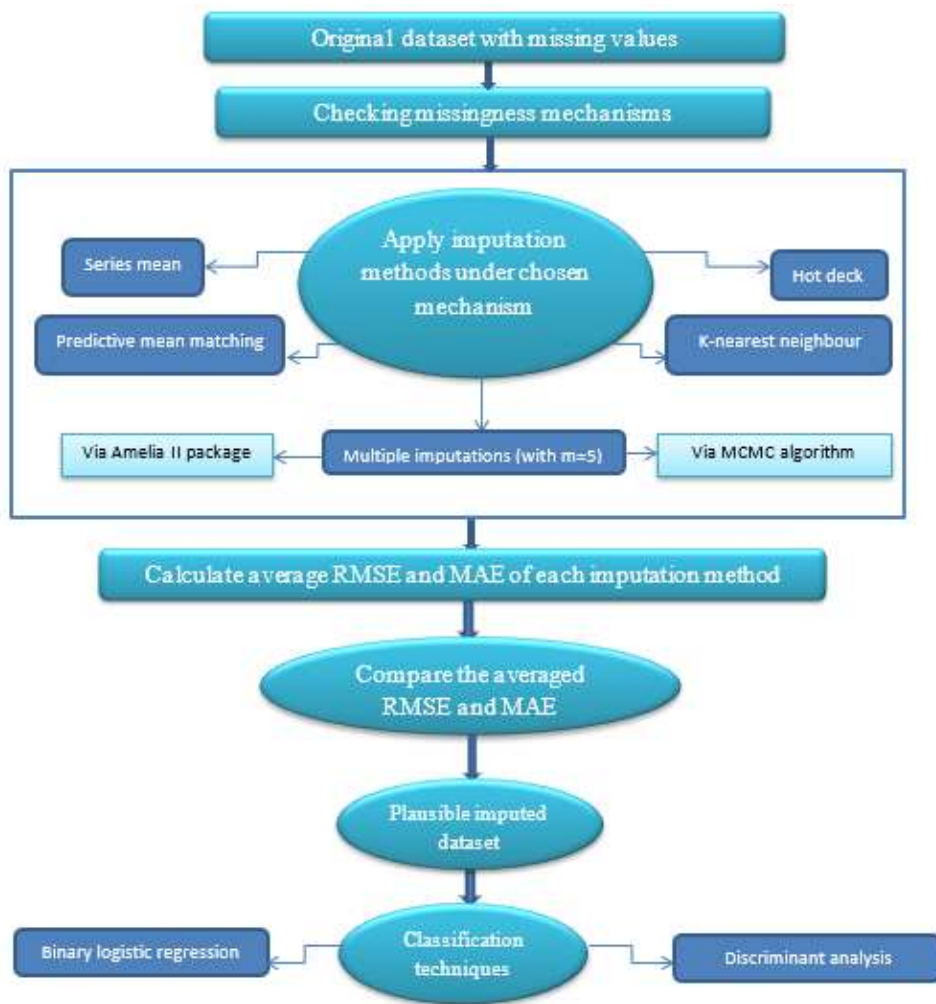 Original dataset with missing values
Checking missingness mechanisms
Apply imputation
methods under chosen
mechanism
Series mean
Hot deck
Predictive mean matching
K-nearest neighbour
Via Amelia II package
Multiple imputations (with m=5)
Via MCMC algorithm
Calculate average RMSE and MAE of each imputation method
Compare the averaged
RMSE and MAE
Plausible imputed
dataset
Classification
techniques
Binary logistic regression
Discriminant analysis